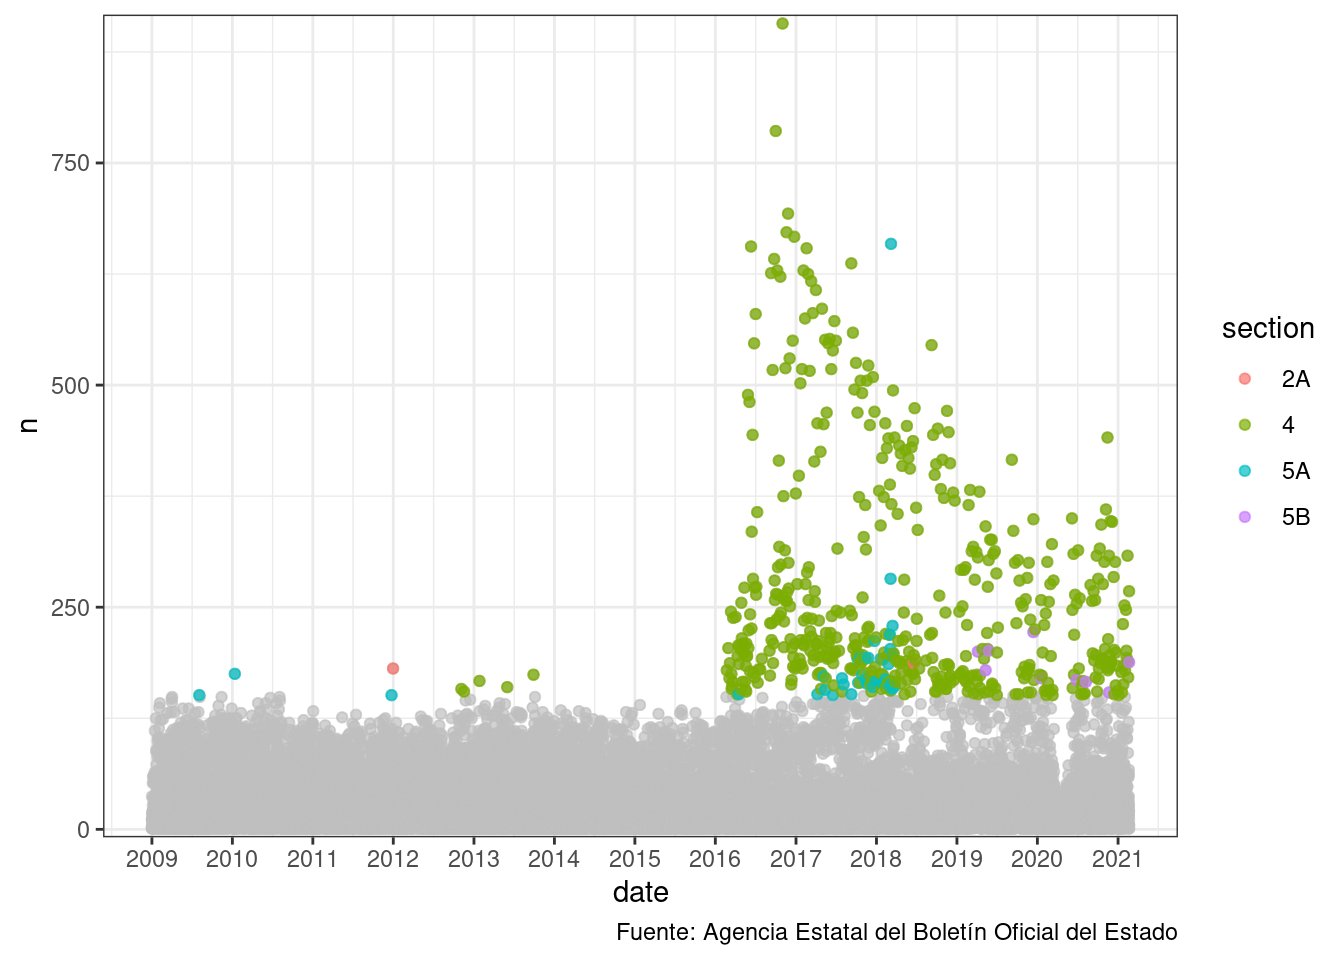 750
500
250
0
n
2009 2010 2011 2012 2013 2014 2015 2016 2017 2018 2019 2020 2021
date
section
2A
4
5A
5B
Fuente: Agencia Estatal del Boletín Oficial del Estado